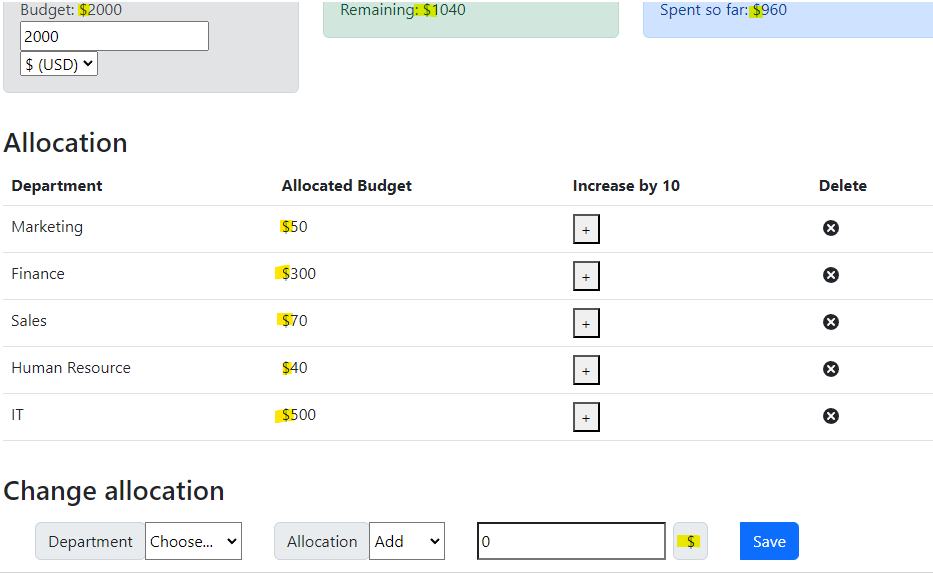 Budget: $2000 Remaining: $1040 Spent so far: $960
2000
$ (USD)
Allocation
Department Allocated Budget Increase by 10 Delete
Marketing $50 +
Finance $300 +
Sales $70 +
Human Resource $40 +
IT $500 +
Change allocation
Department Choose... Allocation Add 0 $ Save